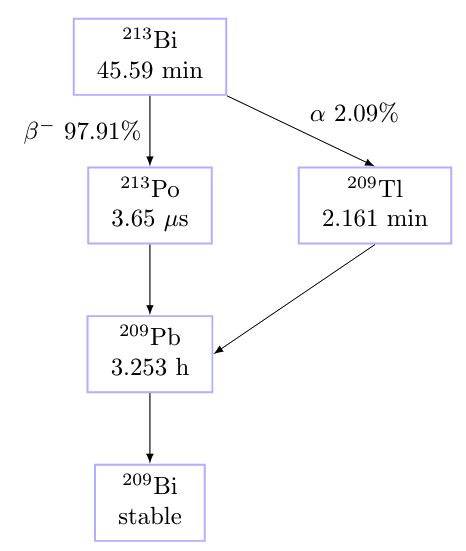 ²¹³Bi
45.59 min
β⁻ 97.91%
α 2.09%
²¹³Po
3.65 μs
²⁰⁹Tl
2.161 min
²⁰⁹Pb
3.253 h
²⁰⁹Bi
stable